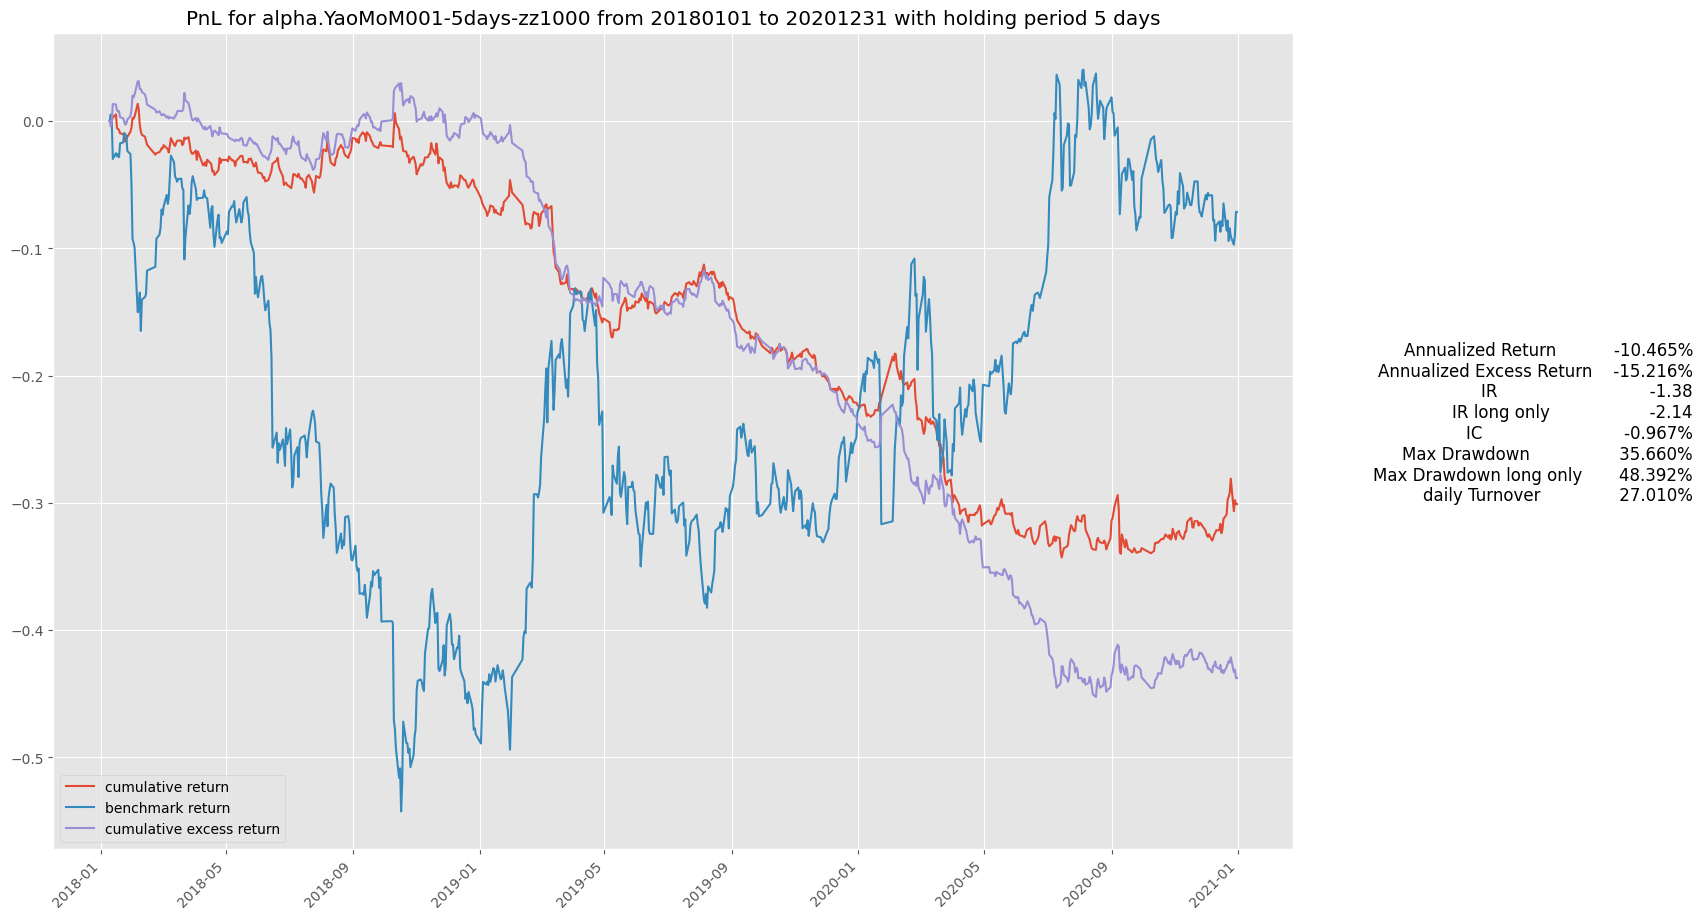 PnL for alpha.YaoMoM001-5days-zz1000 from 20180101 to 20201231 with holding period 5 days
0.0
−0.1
−0.2
−0.3
−0.4
−0.5
cumulative return
benchmark return
cumulative excess return
2018-01
2018-05
2018-09
2019-01
2019-05
2019-09
2020-01
2020-05
2020-09
2021-01
Annualized Return -10.465%
Annualized Excess Return -15.216%
IR -1.38
IR long only -2.14
IC -0.967%
Max Drawdown 35.660%
Max Drawdown long only 48.392%
daily Turnover 27.010%